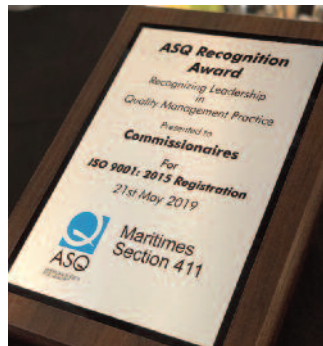 ASQ Recognition
Award
Recognizing Leadership
in
Quality Management Practice
Presented to
Commissionaires
For
ISO 9001: 2015 Registration
21st May 2019
ASQ
Maritimes
Section 411